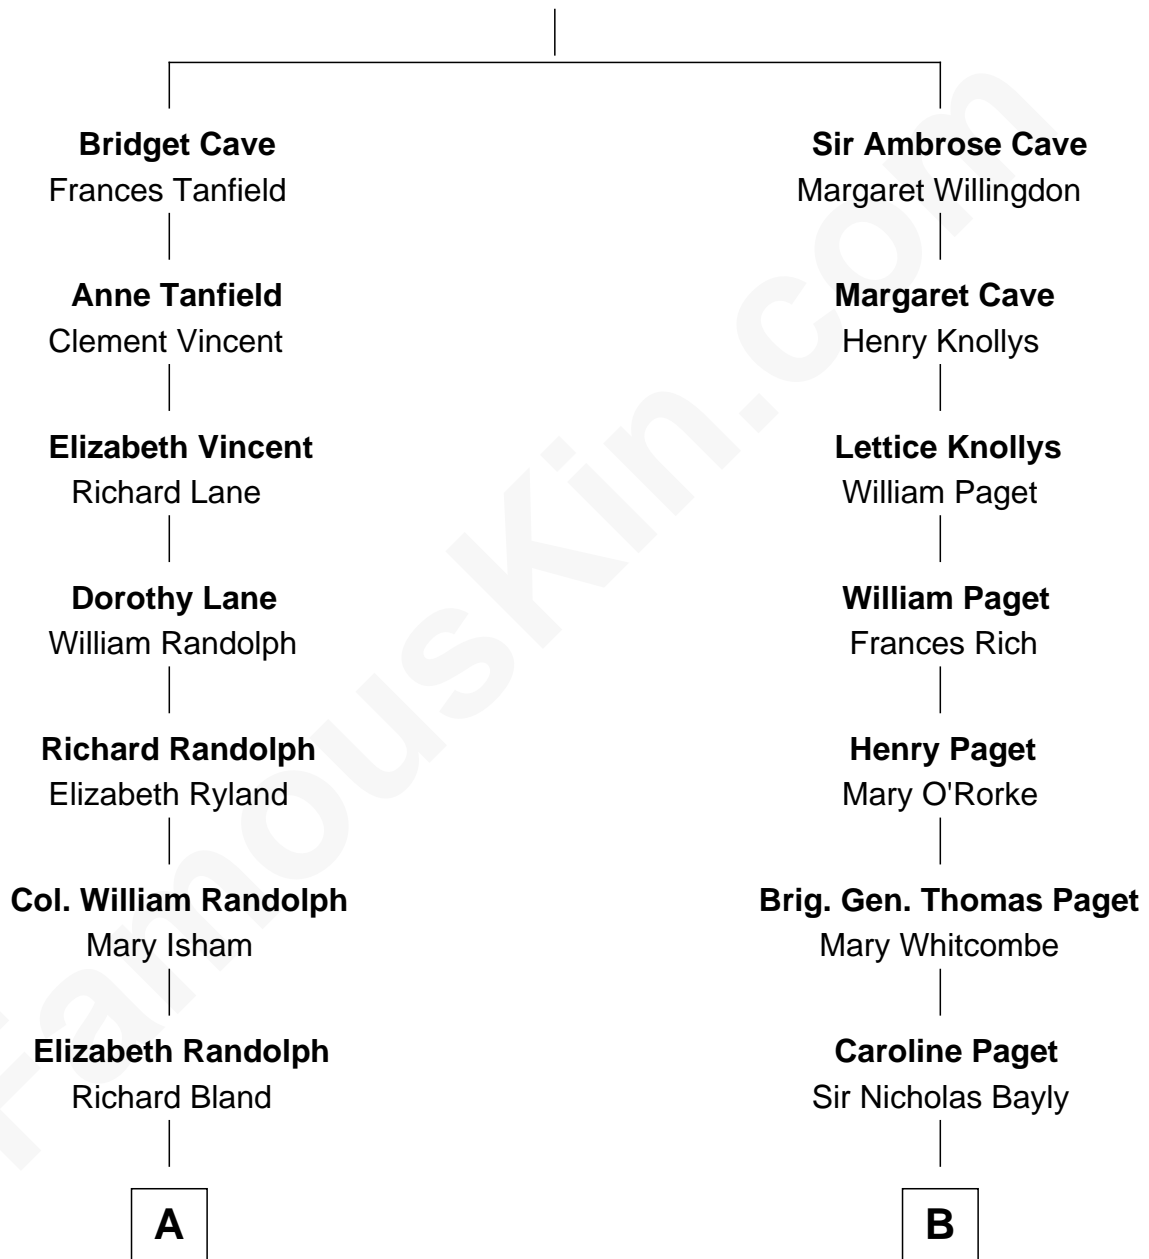 Bridget Cave
Frances Tanfield
Anne Tanfield
Clement Vincent
Elizabeth Vincent
Richard Lane
Dorothy Lane
William Randolph
Richard Randolph
Elizabeth Ryland
Col. William Randolph
Mary Isham
Elizabeth Randolph
Richard Bland
A
Sir Ambrose Cave
Margaret Willingdon
Margaret Cave
Henry Knollys
Lettice Knollys
William Paget
William Paget
Frances Rich
Henry Paget
Mary O'Rorke
Brig. Gen. Thomas Paget
Mary Whitcombe
Caroline Paget
Sir Nicholas Bayly
B
FamousKin.com